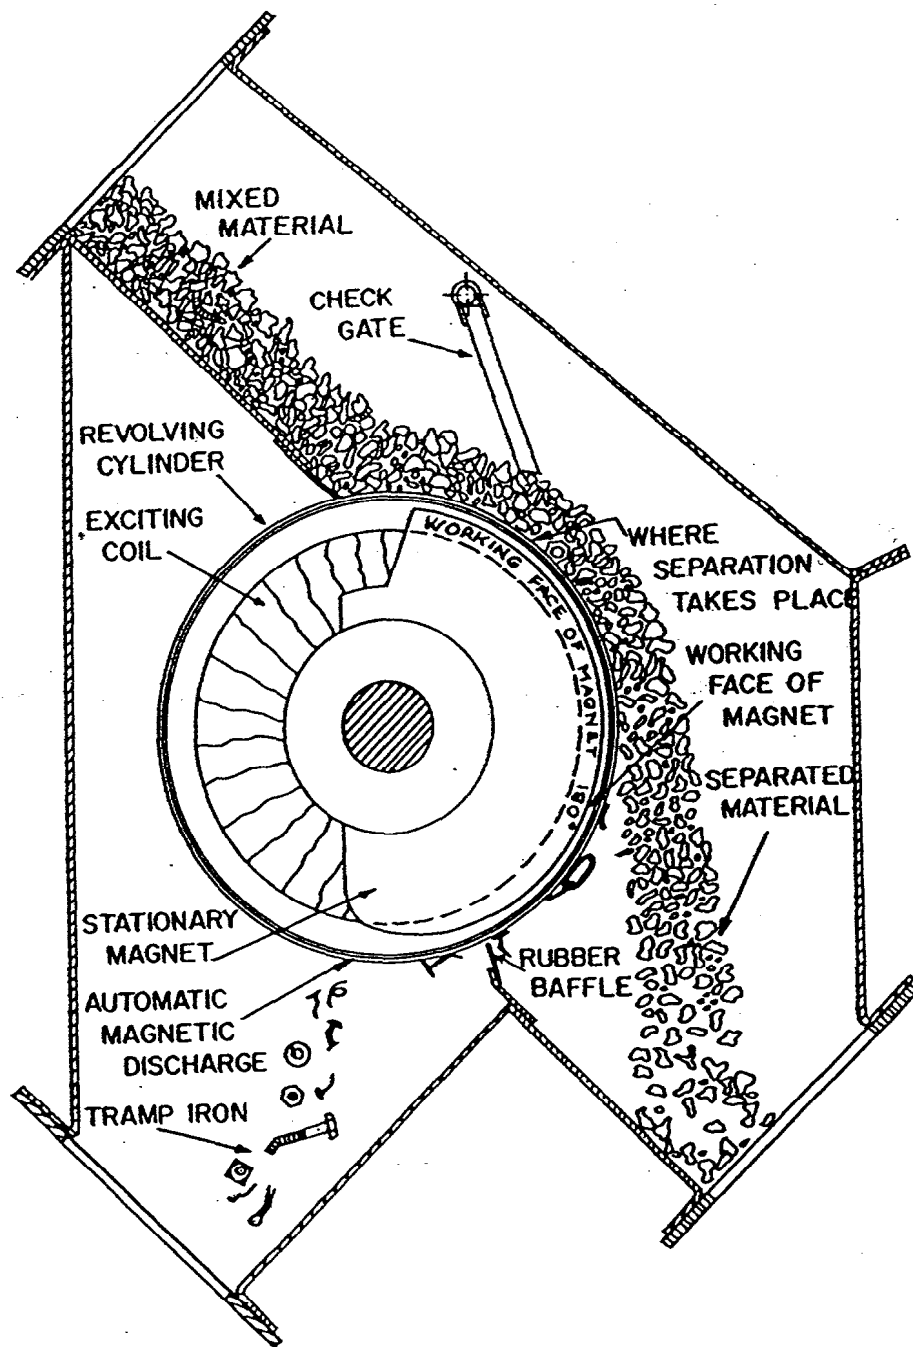 MIXED
MATERIAL
CHECK
GATE
REVOLVING
CYLINDER
EXCITING
COIL
WORKING FACE OF MAGNET 180°
WHERE
SEPARATION
TAKES PLACE
WORKING
FACE OF
MAGNET
SEPARATED
MATERIAL
STATIONARY
MAGNET
RUBBER
BAFFLE
AUTOMATIC
MAGNETIC
DISCHARGE
TRAMP IRON